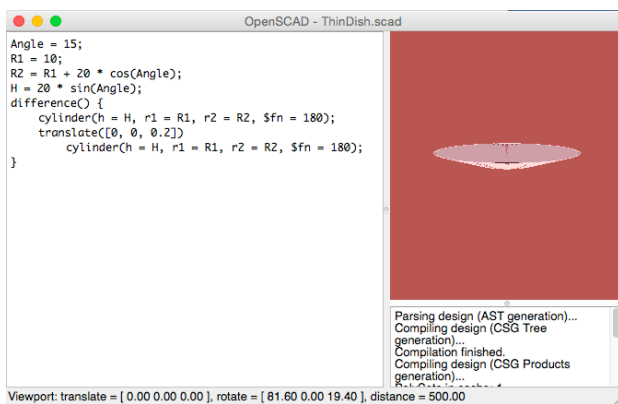 OpenSCAD - ThinDish.scad
Angle = 15;
R1 = 10;
R2 = R1 + 20 * cos(Angle);
H = 20 * sin(Angle);
difference() {
    cylinder(h = H, r1 = R1, r2 = R2, $fn = 180);
    translate([0, 0, 0.2])
        cylinder(h = H, r1 = R1, r2 = R2, $fn = 180);
}
Parsing design (AST generation)...
Compiling design (CSG Tree
generation)...
Compilation finished.
Compiling design (CSG Products
generation)...
Viewport: translate = [ 0.00 0.00 0.00 ], rotate = [ 81.60 0.00 19.40 ], distance = 500.00